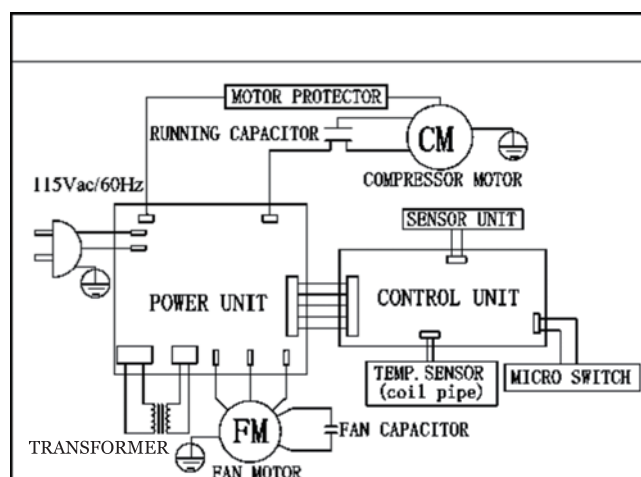 MOTOR PROTECTOR
RUNNING CAPACITOR
CM
COMPRESSOR MOTOR
115Vac/60Hz
SENSOR UNIT
POWER UNIT
CONTROL UNIT
TEMP. SENSOR
(coil pipe)
MICRO SWITCH
TRANSFORMER
FM
FAN CAPACITOR
FAN MOTOR